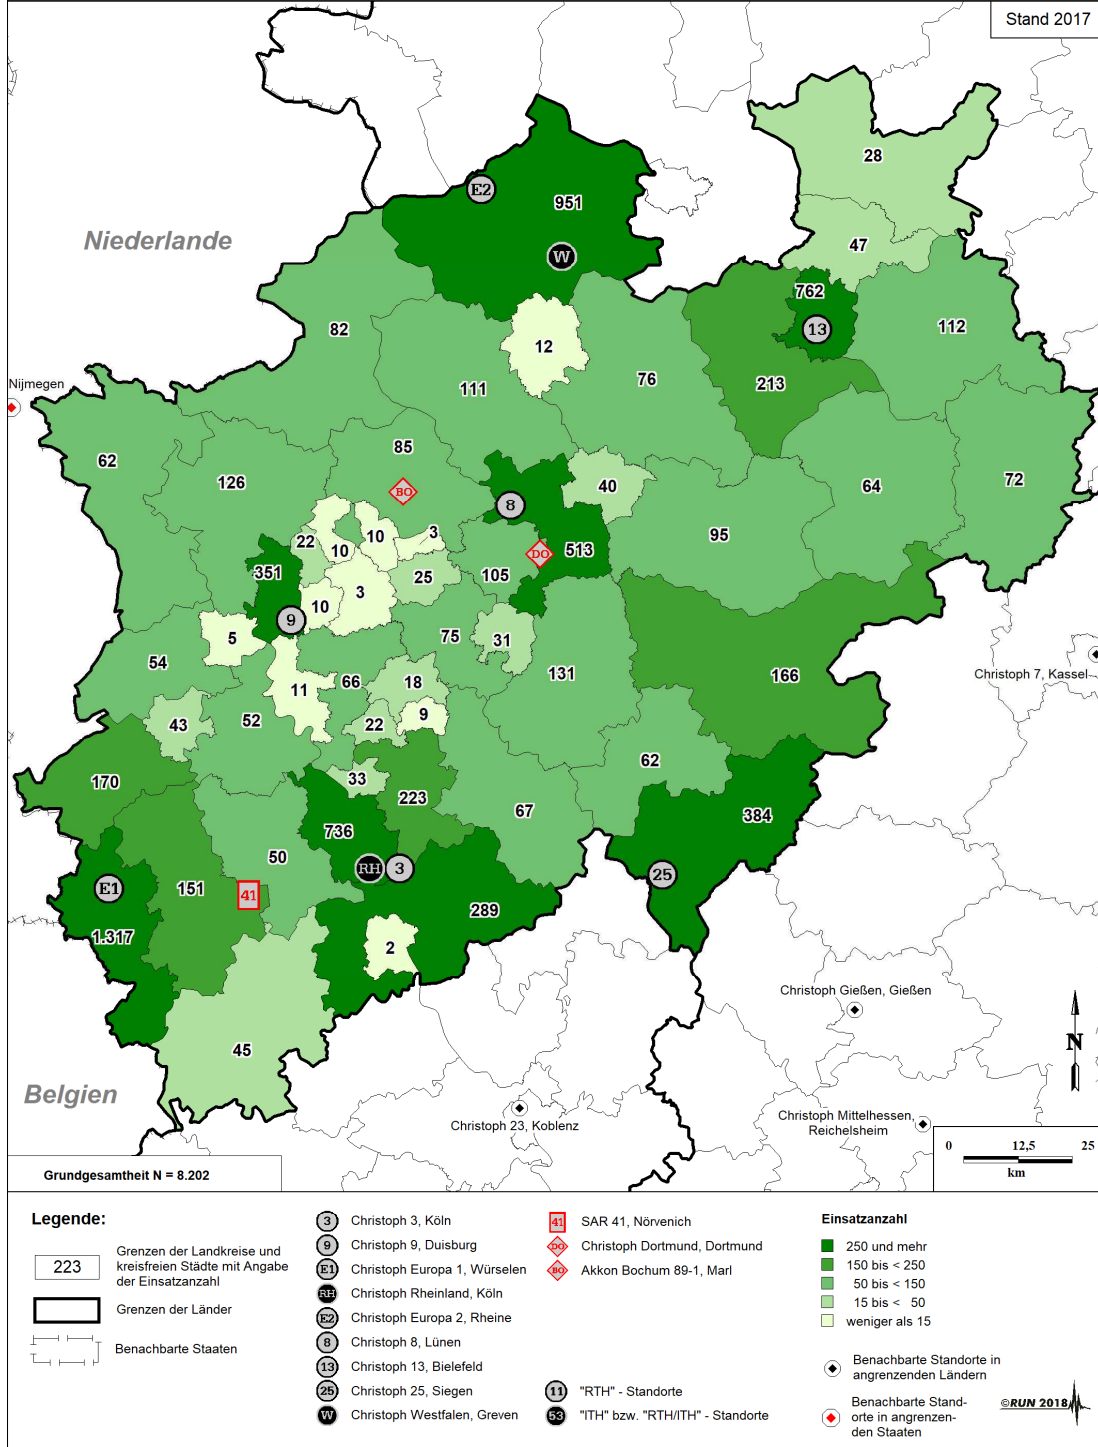 Stand 2017
28
E2
951
Niederlande
47
W
762
13
82
112
12
Nijmegen
76
213
111
85
62
126
72
64
40
BO
8
95
3
10
22
10
DO
513
351
25
105
3
10
9
5
75
31
54
Christoph 7, Kassel
131
166
18
66
11
9
52
43
22
62
170
33
223
67
384
736
50
RH
3
25
E1
151
41
289
1.317
2
Christoph Gießen, Gießen
N
45
Belgien
Christoph 23, Koblenz
Christoph Mittelhessen,
Reichelsheim
0 12,5 25
km
Grundgesamtheit N = 8.202
Legende:
223
Grenzen der Landkreise und
kreisfreien Städte mit Angabe
der Einsatzanzahl
Grenzen der Länder
Benachbarte Staaten
3 Christoph 3, Köln
9 Christoph 9, Duisburg
E1 Christoph Europa 1, Würselen
RH Christoph Rheinland, Köln
E2 Christoph Europa 2, Rheine
8 Christoph 8, Lünen
13 Christoph 13, Bielefeld
25 Christoph 25, Siegen
W Christoph Westfalen, Greven
41 SAR 41, Nörvenich
DO Christoph Dortmund, Dortmund
BO Akkon Bochum 89-1, Marl
11 "RTH" - Standorte
53 "ITH" bzw. "RTH/ITH" - Standorte
Einsatzanzahl
250 und mehr
150 bis < 250
50 bis < 150
15 bis < 50
weniger als 15
Benachbarte Standorte in
angrenzenden Ländern
Benachbarte Stand-
orte in angrenzen-
den Staaten
©RUN 2018